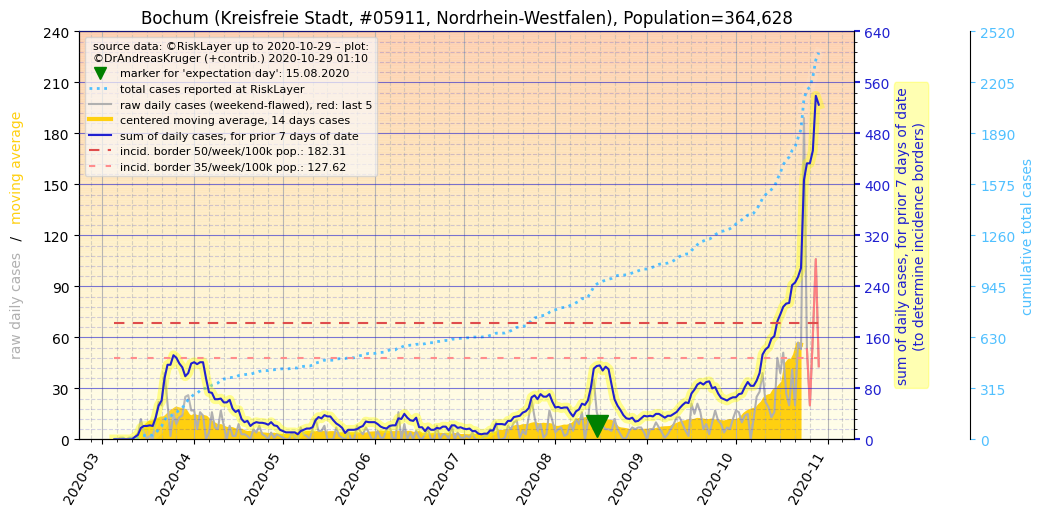 Bochum (Kreisfreie Stadt, #05911, Nordrhein-Westfalen), Population=364,628
source data: ©RiskLayer up to 2020-10-29 – plot:
©DrAndreasKruger (+contrib.) 2020-10-29 01:10
marker for 'expectation day': 15.08.2020
total cases reported at RiskLayer
raw daily cases (weekend-flawed), red: last 5
centered moving average, 14 days cases
sum of daily cases, for prior 7 days of date
incid. border 50/week/100k pop.: 182.31
incid. border 35/week/100k pop.: 127.62
raw daily cases / moving average
240
210
180
150
120
90
60
30
0
2020-03
2020-04
2020-05
2020-06
2020-07
2020-08
2020-09
2020-10
2020-11
640
560
480
400
320
240
160
80
0
sum of daily cases, for prior 7 days of date
(to determine incidence borders)
2520
2205
1890
1575
1260
945
630
315
0
cumulative total cases